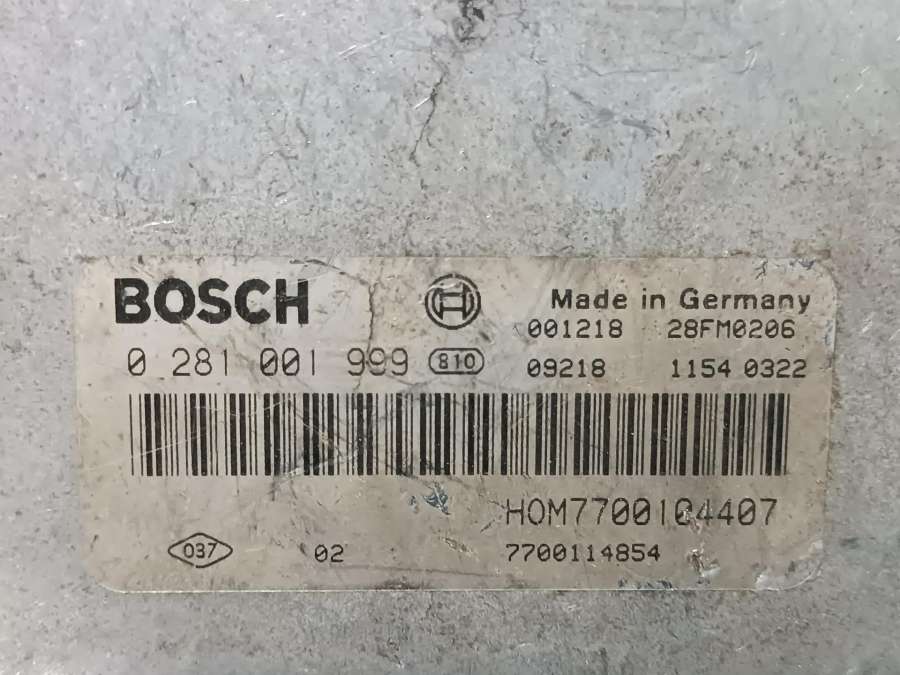 BOSCH Made in Germany
001218 28FM0206
0 281 001 999 810 09218 1154 0322
HOM7700104407
037 02 7700114854